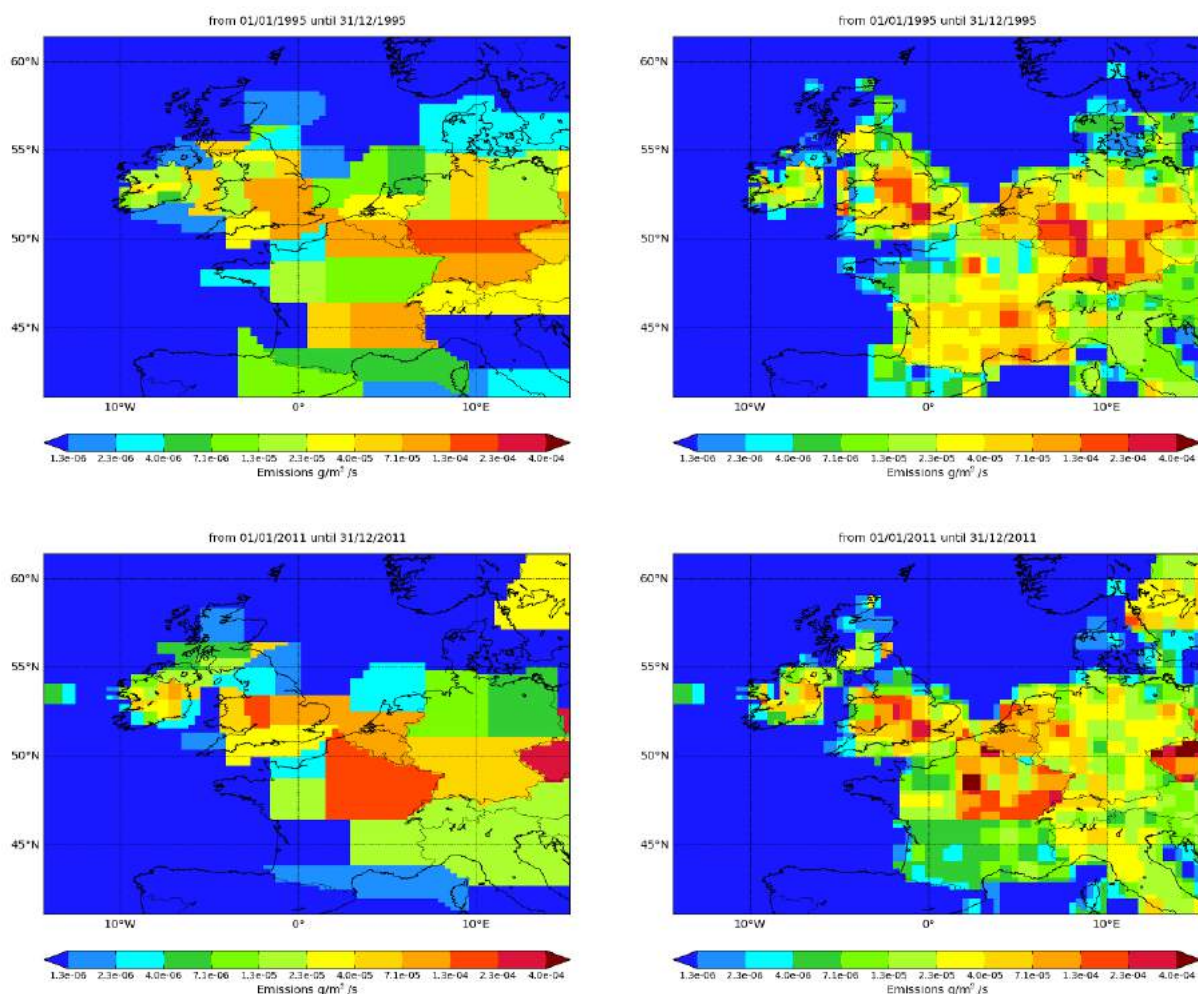 from 01/01/1995 until 31/12/1995
60°N
55°N
50°N
45°N
10°W 0° 10°E
1.3e-06 2.3e-06 4.0e-06 7.1e-06 1.3e-05 2.3e-05 4.0e-05 7.1e-05 1.3e-04 2.3e-04 4.0e-04
Emissions g/m²/s
from 01/01/1995 until 31/12/1995
60°N
55°N
50°N
45°N
10°W 0° 10°E
1.3e-06 2.3e-06 4.0e-06 7.1e-06 1.3e-05 2.3e-05 4.0e-05 7.1e-05 1.3e-04 2.3e-04 4.0e-04
Emissions g/m²/s
from 01/01/2011 until 31/12/2011
60°N
55°N
50°N
45°N
10°W 0° 10°E
1.3e-06 2.3e-06 4.0e-06 7.1e-06 1.3e-05 2.3e-05 4.0e-05 7.1e-05 1.3e-04 2.3e-04 4.0e-04
Emissions g/m²/s
from 01/01/2011 until 31/12/2011
60°N
55°N
50°N
45°N
10°W 0° 10°E
1.3e-06 2.3e-06 4.0e-06 7.1e-06 1.3e-05 2.3e-05 4.0e-05 7.1e-05 1.3e-04 2.3e-04 4.0e-04
Emissions g/m²/s